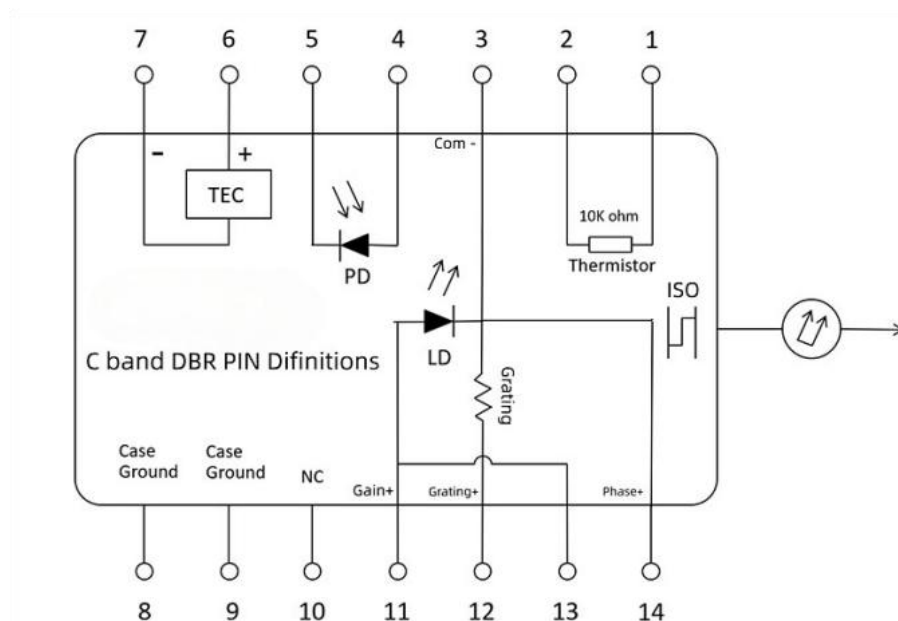 7 6 5 4 3 2 1
Com -
- +
TEC
10K ohm
Thermistor
PD
ISO
LD
C band DBR PIN Difinitions
Grating
Case
Ground
Case
Ground
NC
Gain+
Grating+
Phase+
8 9 10 11 12 13 14